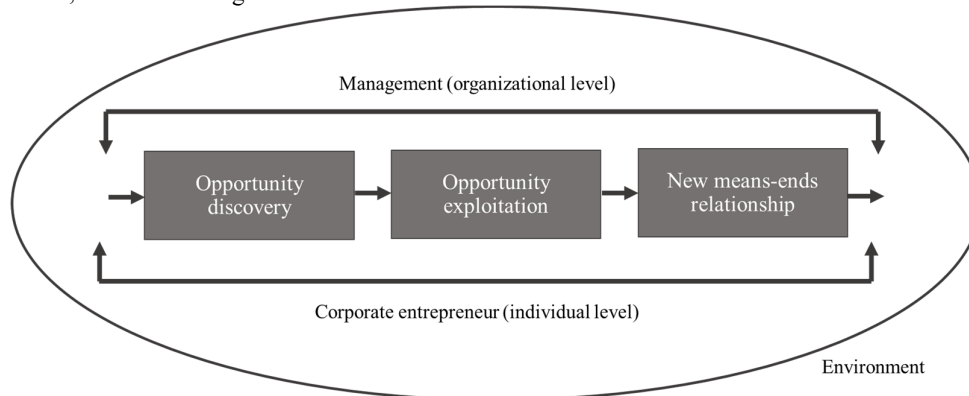 Management (organizational level)
Opportunity
discovery
Opportunity
exploitation
New means-ends
relationship
Corporate entrepreneur (individual level)
Environment